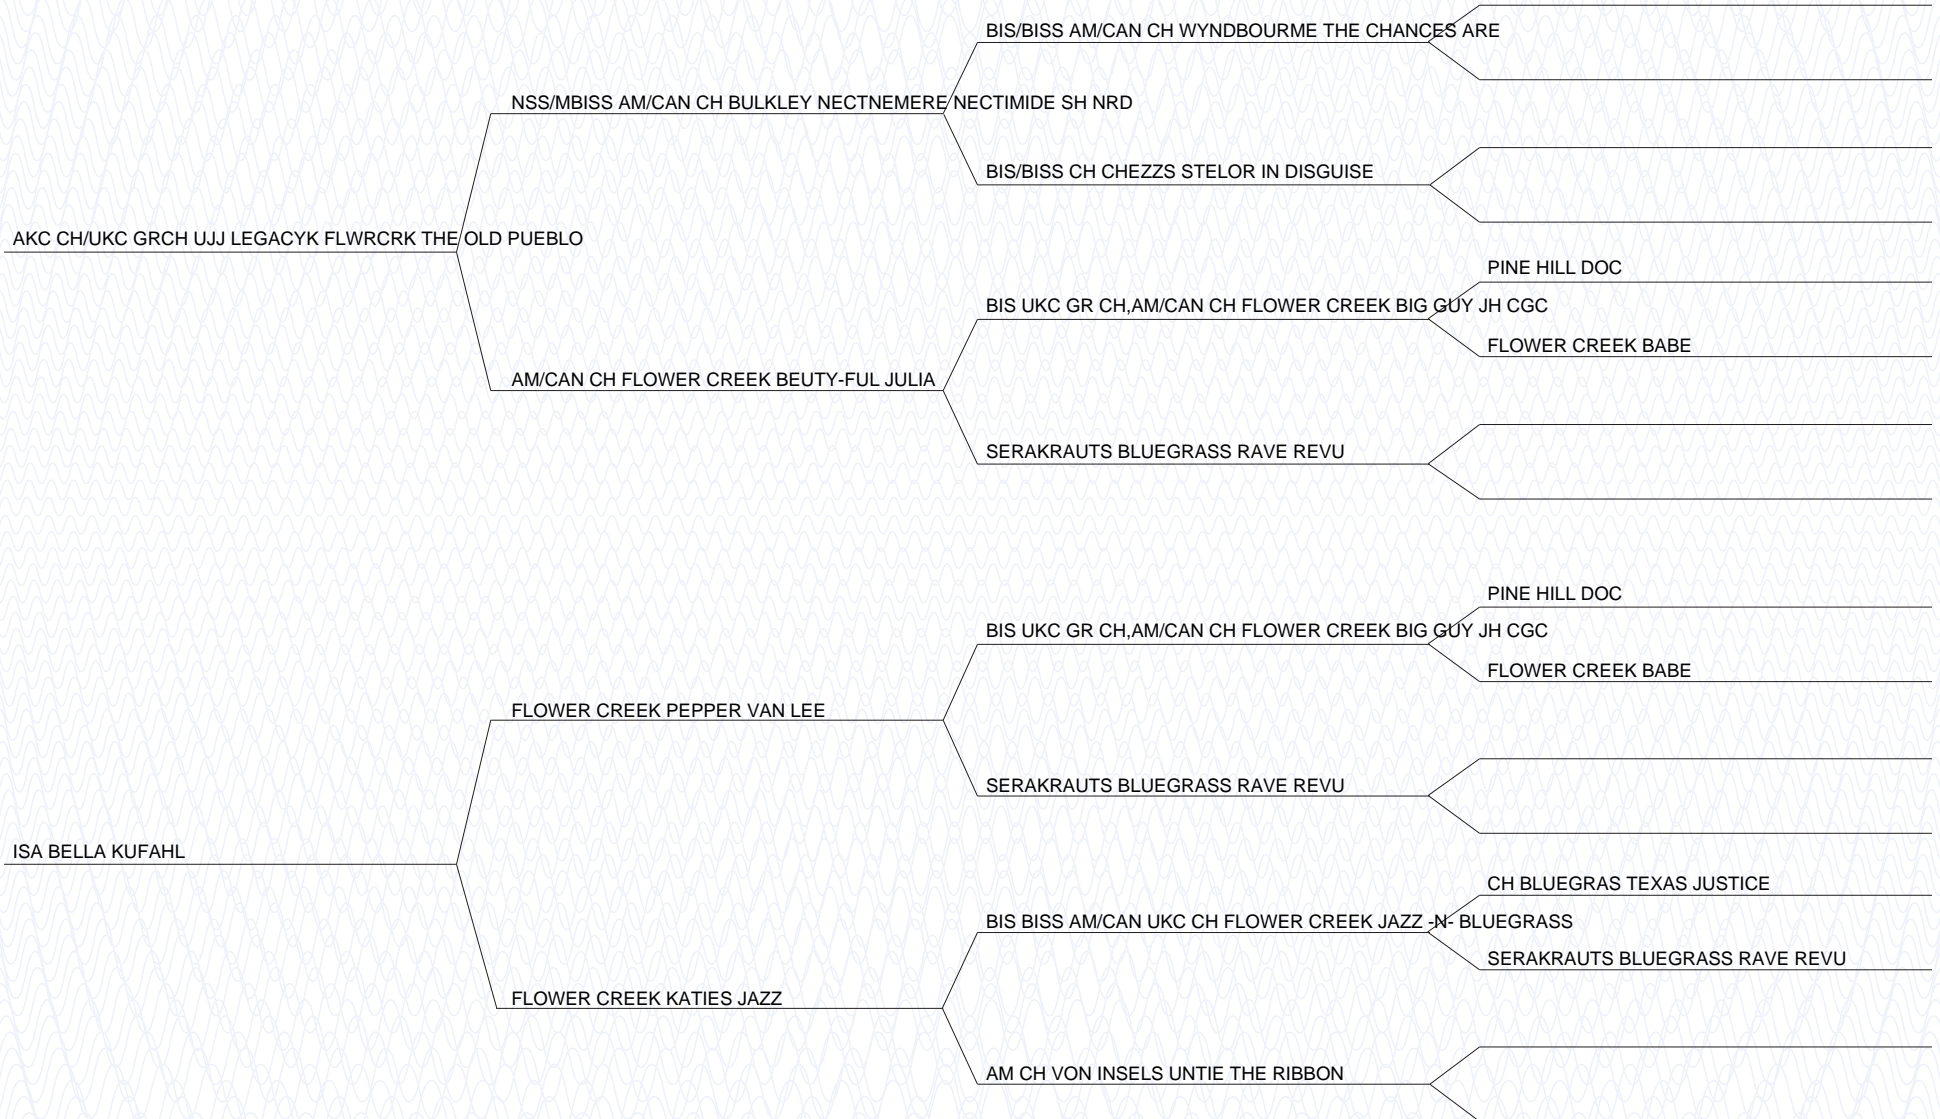 BIS/BISS AM/CAN CH WYNDBOURME THE CHANCES ARE
NSS/MBISS AM/CAN CH BULKLEY NECTNEMERE NECTIMIDE SH NRD
BIS/BISS CH CHEZZS STELOR IN DISGUISE
AKC CH/UKC GRCH UJJ LEGACYK FLWRCRK THE OLD PUEBLO
PINE HILL DOC
BIS UKC GR CH,AM/CAN CH FLOWER CREEK BIG GUY JH CGC
FLOWER CREEK BABE
AM/CAN CH FLOWER CREEK BEUTY-FUL JULIA
SERAKRAUTS BLUEGRASS RAVE REVU
PINE HILL DOC
BIS UKC GR CH,AM/CAN CH FLOWER CREEK BIG GUY JH CGC
FLOWER CREEK BABE
FLOWER CREEK PEPPER VAN LEE
SERAKRAUTS BLUEGRASS RAVE REVU
ISA BELLA KUFAHL
CH BLUEGRAS TEXAS JUSTICE
BIS BISS AM/CAN UKC CH FLOWER CREEK JAZZ -N- BLUEGRASS
SERAKRAUTS BLUEGRASS RAVE REVU
FLOWER CREEK KATIES JAZZ
AM CH VON INSELS UNTIE THE RIBBON